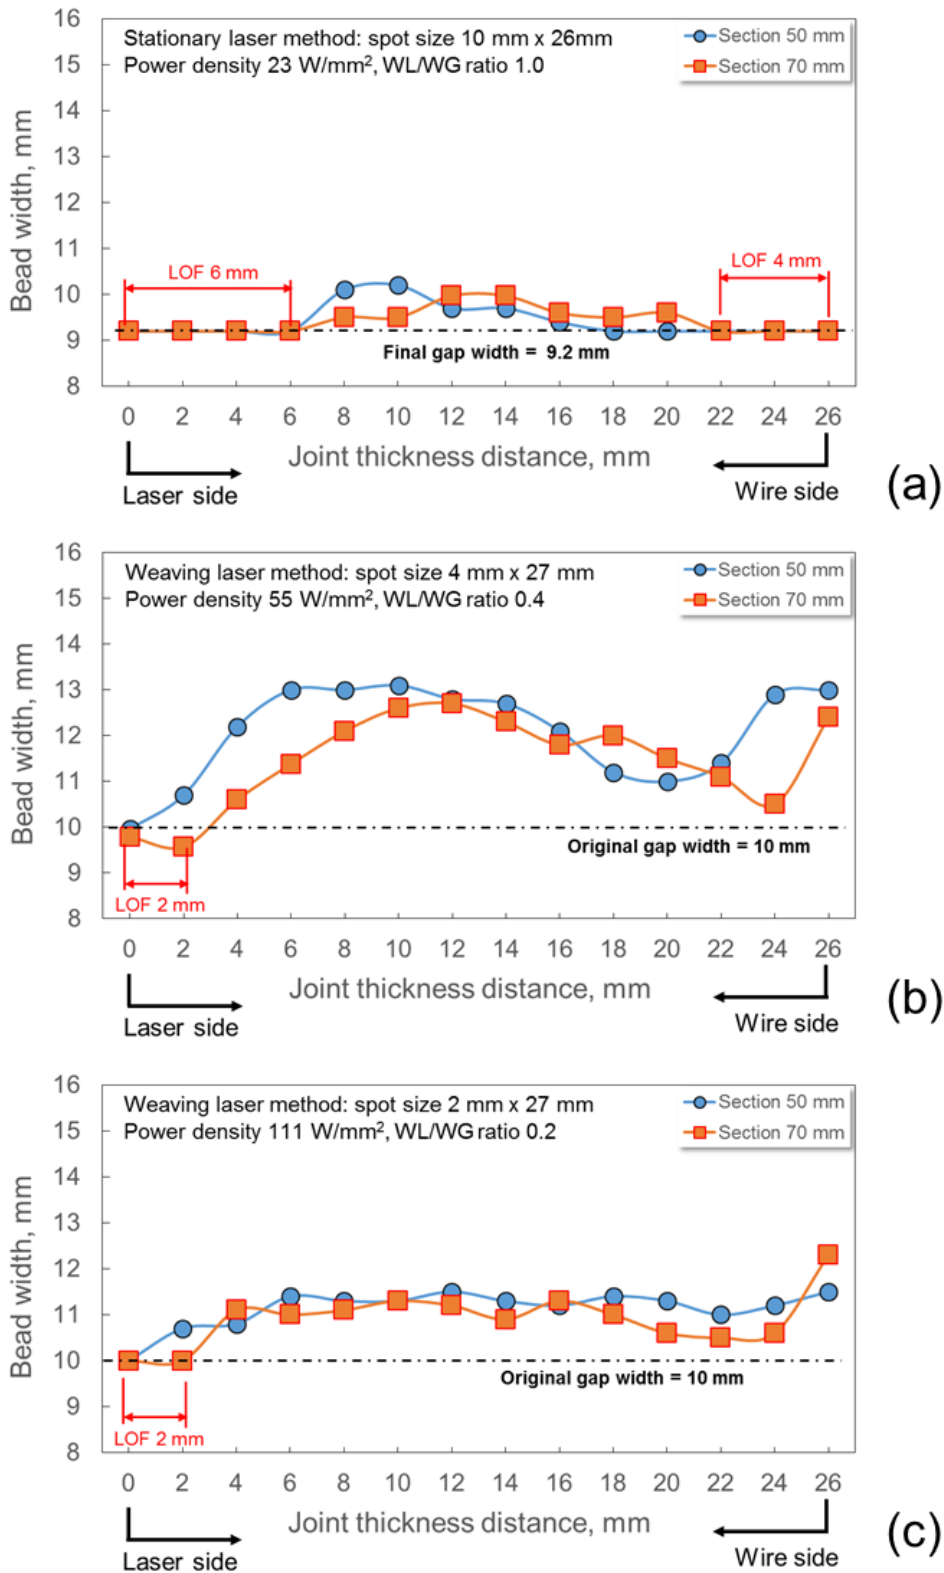 Stationary laser method: spot size 10 mm x 26mm
Power density 23 W/mm², WL/WG ratio 1.0
Section 50 mm
Section 70 mm
Bead width, mm
16
15
14
13
12
11
10
9
8
LOF 6 mm
LOF 4 mm
Final gap width = 9.2 mm
0 2 4 6 8 10 12 14 16 18 20 22 24 26
Joint thickness distance, mm
Laser side
Wire side
(a)
Weaving laser method: spot size 4 mm x 27 mm
Power density 55 W/mm², WL/WG ratio 0.4
Section 50 mm
Section 70 mm
Bead width, mm
16
15
14
13
12
11
10
9
8
Original gap width = 10 mm
LOF 2 mm
0 2 4 6 8 10 12 14 16 18 20 22 24 26
Joint thickness distance, mm
Laser side
Wire side
(b)
Weaving laser method: spot size 2 mm x 27 mm
Power density 111 W/mm², WL/WG ratio 0.2
Section 50 mm
Section 70 mm
Bead width, mm
16
15
14
13
12
11
10
9
8
Original gap width = 10 mm
LOF 2 mm
0 2 4 6 8 10 12 14 16 18 20 22 24 26
Joint thickness distance, mm
Laser side
Wire side
(c)